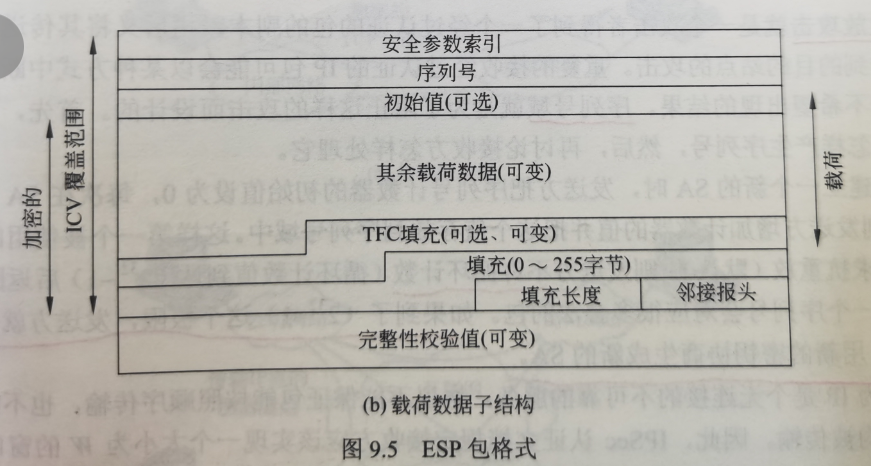 安全参数索引
序列号
初始值(可选)
其余载荷数据(可变)
TFC填充(可选、可变)
填充(0～255字节)
填充长度
邻接报头
完整性校验值(可变)
加密的
ICV 覆盖范围
载荷
(b) 载荷数据子结构
图 9.5 ESP 包格式